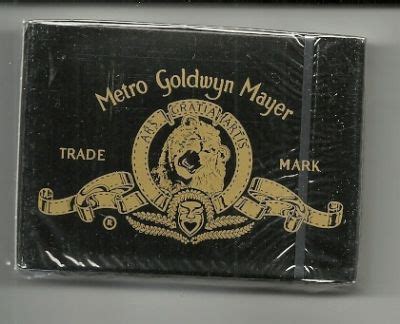 Metro Goldwyn Mayer
ARS GRATIA ARTIS
TRADE MARK
®